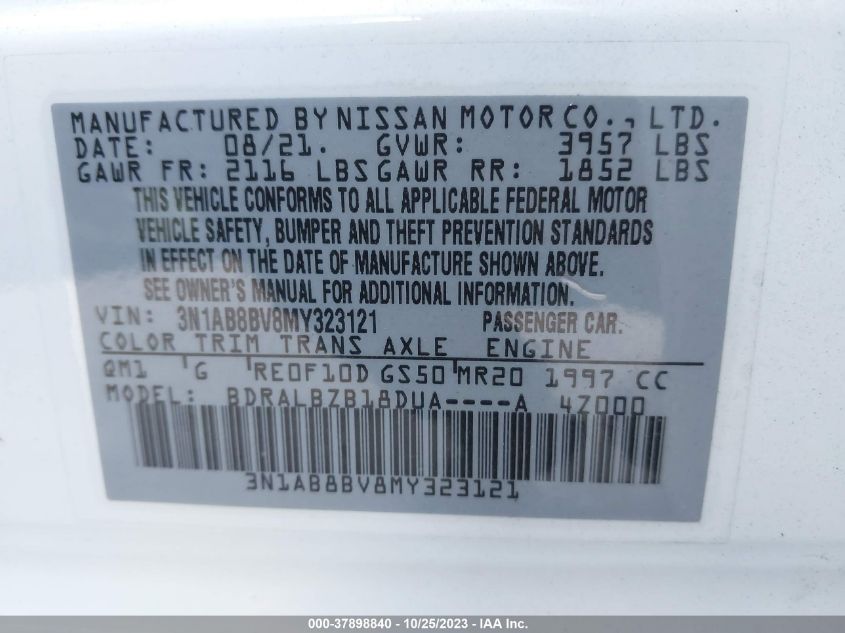 MANUFACTURED BY NISSAN MOTOR CO., LTD.
DATE: 08/21. GVWR: 3957 LBS
GAWR FR: 2116 LBS GAWR RR: 1852 LBS
THIS VEHICLE CONFORMS TO ALL APPLICABLE FEDERAL MOTOR
VEHICLE SAFETY, BUMPER AND THEFT PREVENTION STANDARDS
IN EFFECT ON THE DATE OF MANUFACTURE SHOWN ABOVE.
SEE OWNER'S MANUAL FOR ADDITIONAL INFORMATION.
VIN: 3N1AB8BV8MY323121 PASSENGER CAR.
COLOR TRIM TRANS AXLE ENGINE
QM1 G RE0F10D GS50 MR20 1997 CC
MODEL: BDRALBZB18DUA----A 4Z000
3N1AB8BV8MY323121
000-37898840 - 10/25/2023 - IAA Inc.